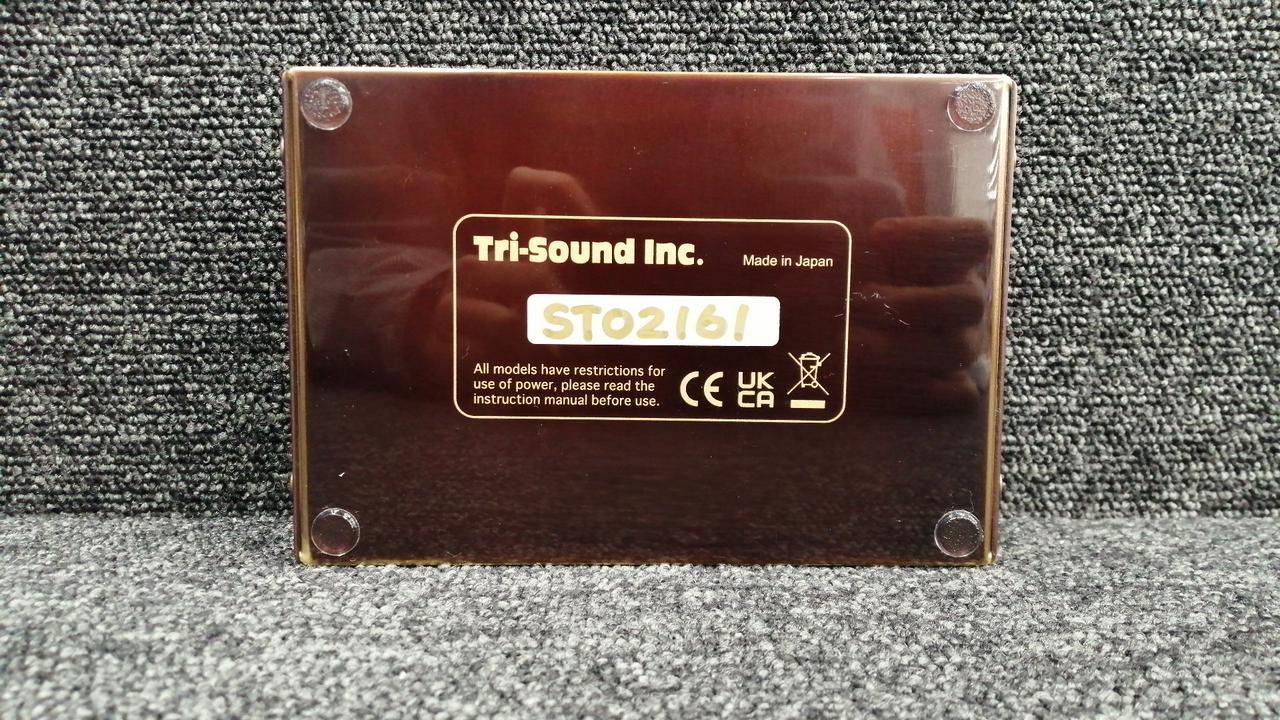 Tri-Sound Inc.
Made in Japan
ST02161
All models have restrictions for
use of power, please read the
instruction manual before use.
CE
UK
CA